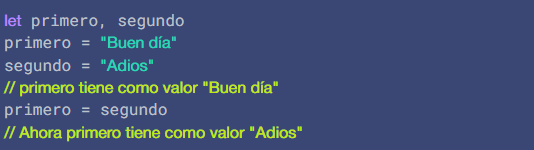 let primero, segundo
primero = "Buen día"
segundo = "Adios"
// primero tiene como valor "Buen día"
primero = segundo
// Ahora primero tiene como valor "Adios"